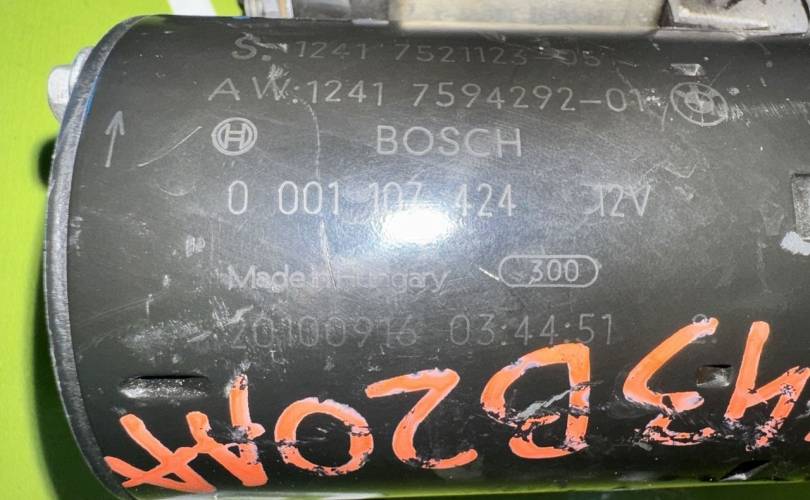 S. 1241 7521123-05
AW: 1241 7594292-01
BOSCH
0 001 107 424 12V
Made in Hungary 300
20100916 03:44:51
N43B20A